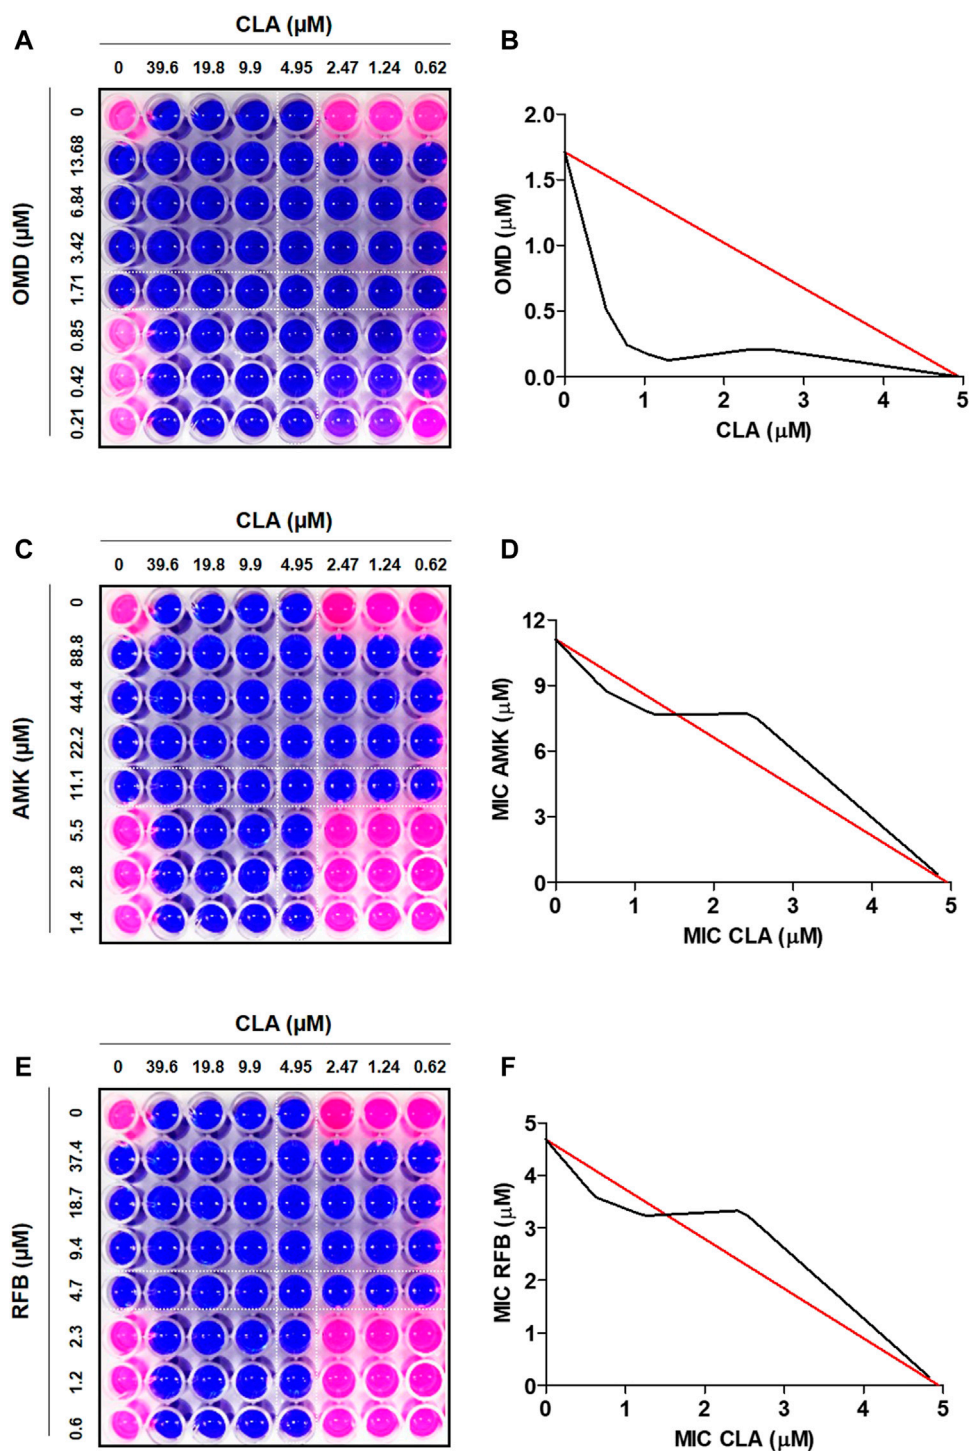 A
CLA (µM)
0 39.6 19.8 9.9 4.95 2.47 1.24 0.62
OMD (µM)
0
13.68
6.84
3.42
1.71
0.85
0.42
0.21
B
OMD (µM)
2.0
1.5
1.0
0.5
0.0
0 1 2 3 4 5
CLA (µM)
C
CLA (µM)
0 39.6 19.8 9.9 4.95 2.47 1.24 0.62
AMK (µM)
0
88.8
44.4
22.2
11.1
5.5
2.8
1.4
D
MIC AMK (µM)
12
9
6
3
0
0 1 2 3 4 5
MIC CLA (µM)
E
CLA (µM)
0 39.6 19.8 9.9 4.95 2.47 1.24 0.62
RFB (µM)
0
37.4
18.7
9.4
4.7
2.3
1.2
0.6
F
MIC RFB (µM)
5
4
3
2
1
0
0 1 2 3 4 5
MIC CLA (µM)